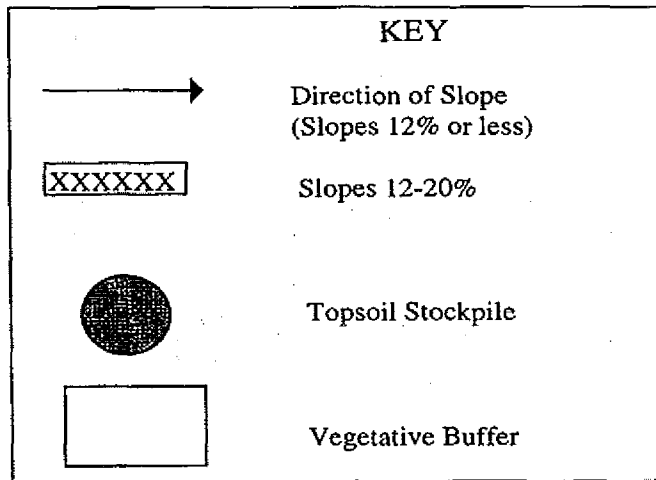 KEY
Direction of Slope
(Slopes 12% or less)
XXXXXX
Slopes 12-20%
Topsoil Stockpile
Vegetative Buffer